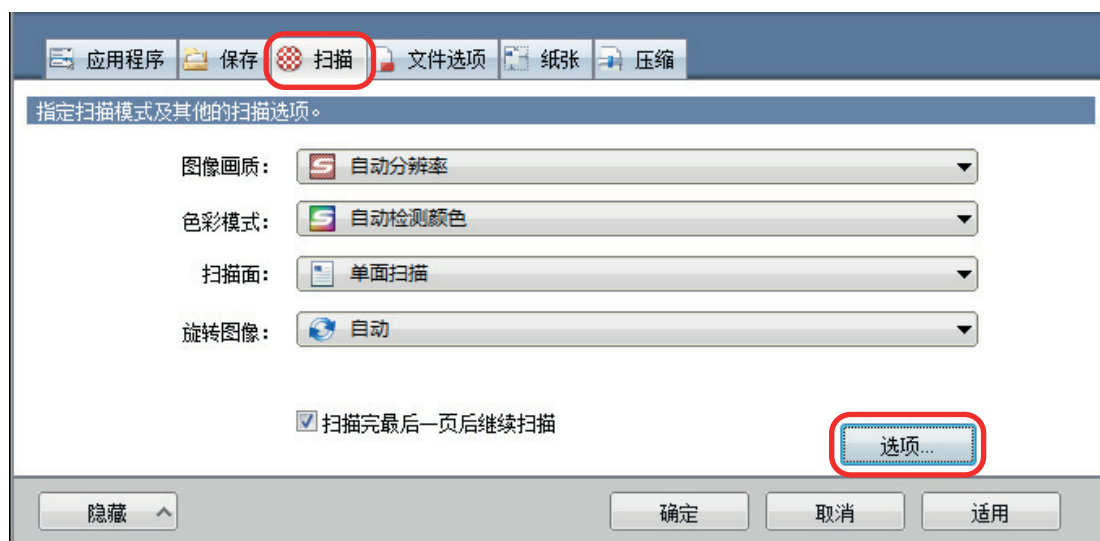 应用程序 保存 扫描 文件选项 纸张 压缩
指定扫描模式及其他的扫描选项。
图像画质: 自动分辨率
色彩模式: 自动检测颜色
扫描面: 单面扫描
旋转图像: 自动
扫描完最后一页后继续扫描
选项...
隐藏 确定 取消 适用